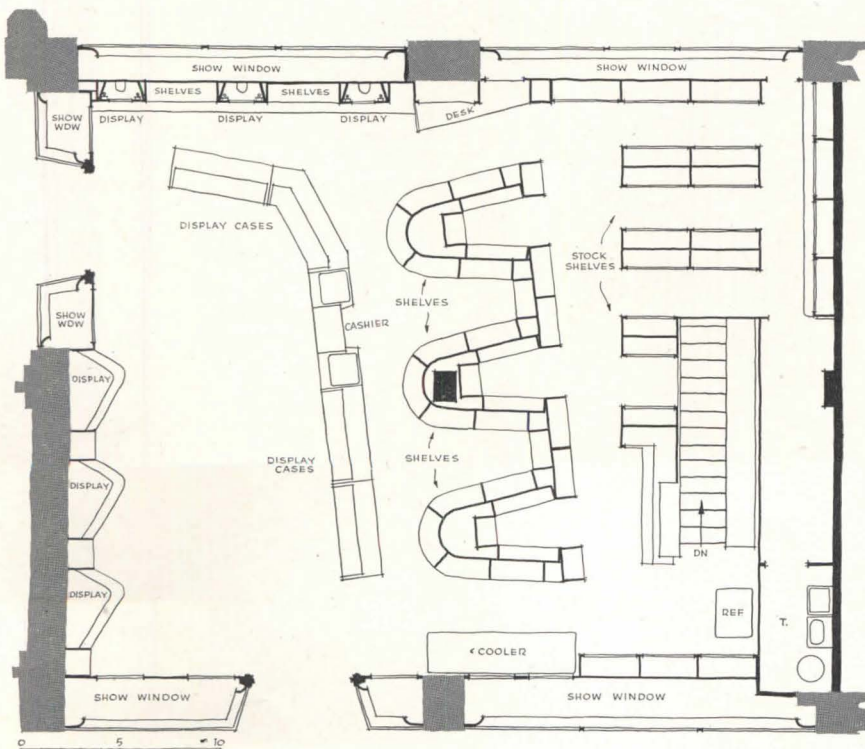 SHOW WINDOW
SHOW WINDOW
SHELVES
SHELVES
SHOW
WDW
DISPLAY
DISPLAY
DISPLAY
DESK
DISPLAY CASES
STOCK
SHELVES
SHELVES
SHOW
WDW
CASHIER
DISPLAY
DISPLAY
CASES
SHELVES
DISPLAY
DN
DISPLAY
REF
T.
COOLER
SHOW WINDOW
SHOW WINDOW
0 5 10